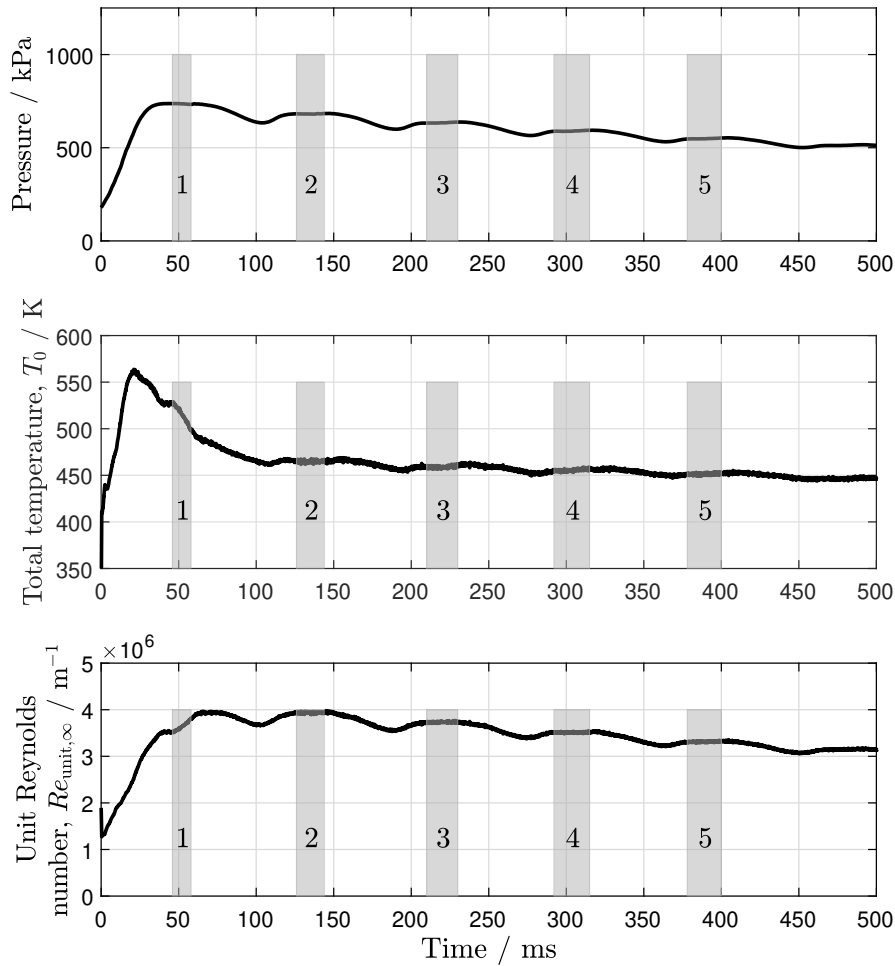 Pressure / kPa
1000
500
0
1 2 3 4 5
0 50 100 150 200 250 300 350 400 450 500
Total temperature, T₀ / K
600
550
500
450
400
350
1 2 3 4 5
0 50 100 150 200 250 300 350 400 450 500
Unit Reynolds
number, Re_unit,∞ / m⁻¹
×10⁶
5
4
3
2
1
0
1 2 3 4 5
0 50 100 150 200 250 300 350 400 450 500
Time / ms